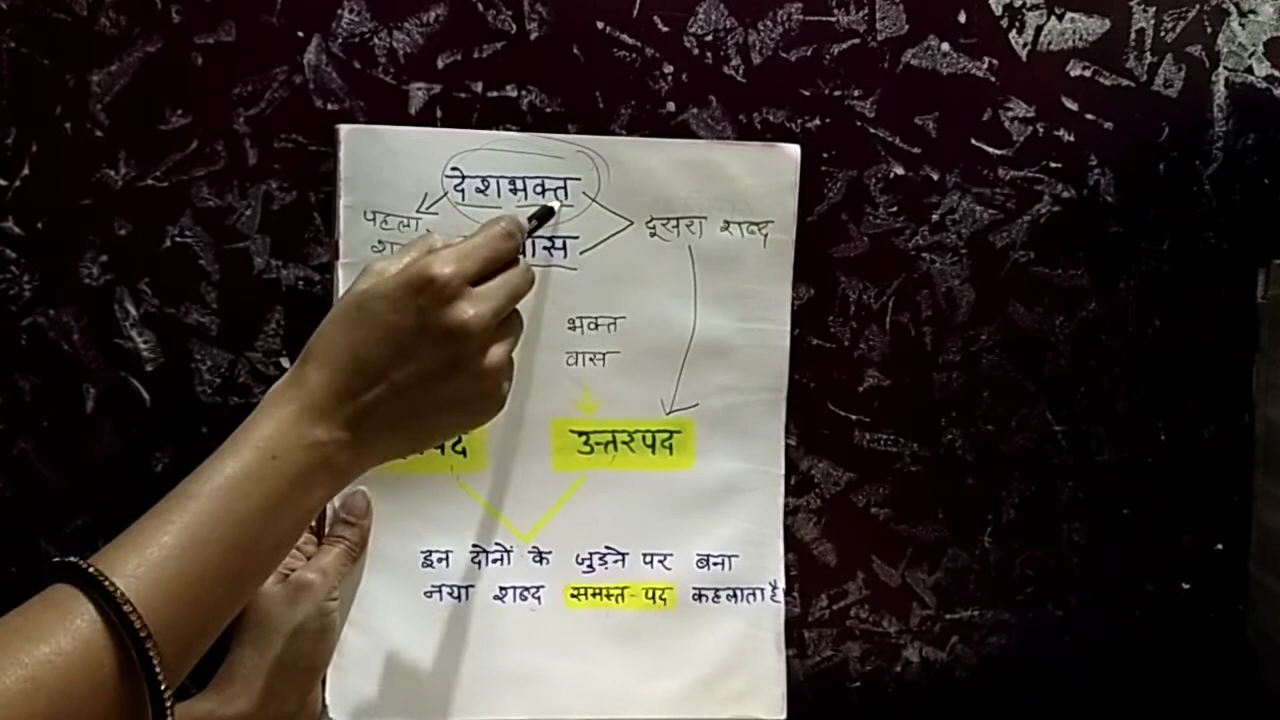 देशभक्त
पहला
दूसरा शब्द
वास
भक्त
वास
उत्तरपद
इन दोनों के जुड़ने पर बना
नया शब्द समस्त-पद कहलाता है